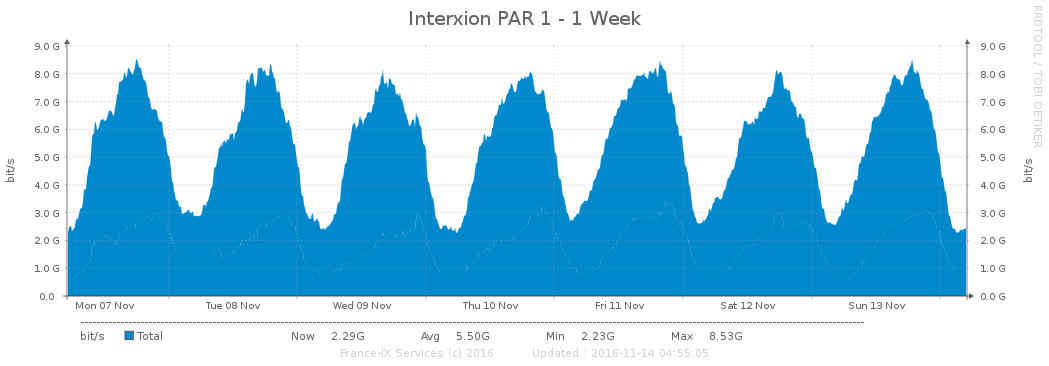 Interxion PAR 1 - 1 Week
RRDTOOL / TOBI OETIKER
bit/s
9.0 G
8.0 G
7.0 G
6.0 G
5.0 G
4.0 G
3.0 G
2.0 G
1.0 G
0.0
9.0 G
8.0 G
7.0 G
6.0 G
5.0 G
4.0 G
3.0 G
2.0 G
1.0 G
0.0 G
bit/s
Mon 07 Nov Tue 08 Nov Wed 09 Nov Thu 10 Nov Fri 11 Nov Sat 12 Nov Sun 13 Nov
bit/s Total Now 2.29G Avg 5.50G Min 2.23G Max 8.53G
France-IX Services (c) 2016 Updated : 2016-11-14 04:55:05